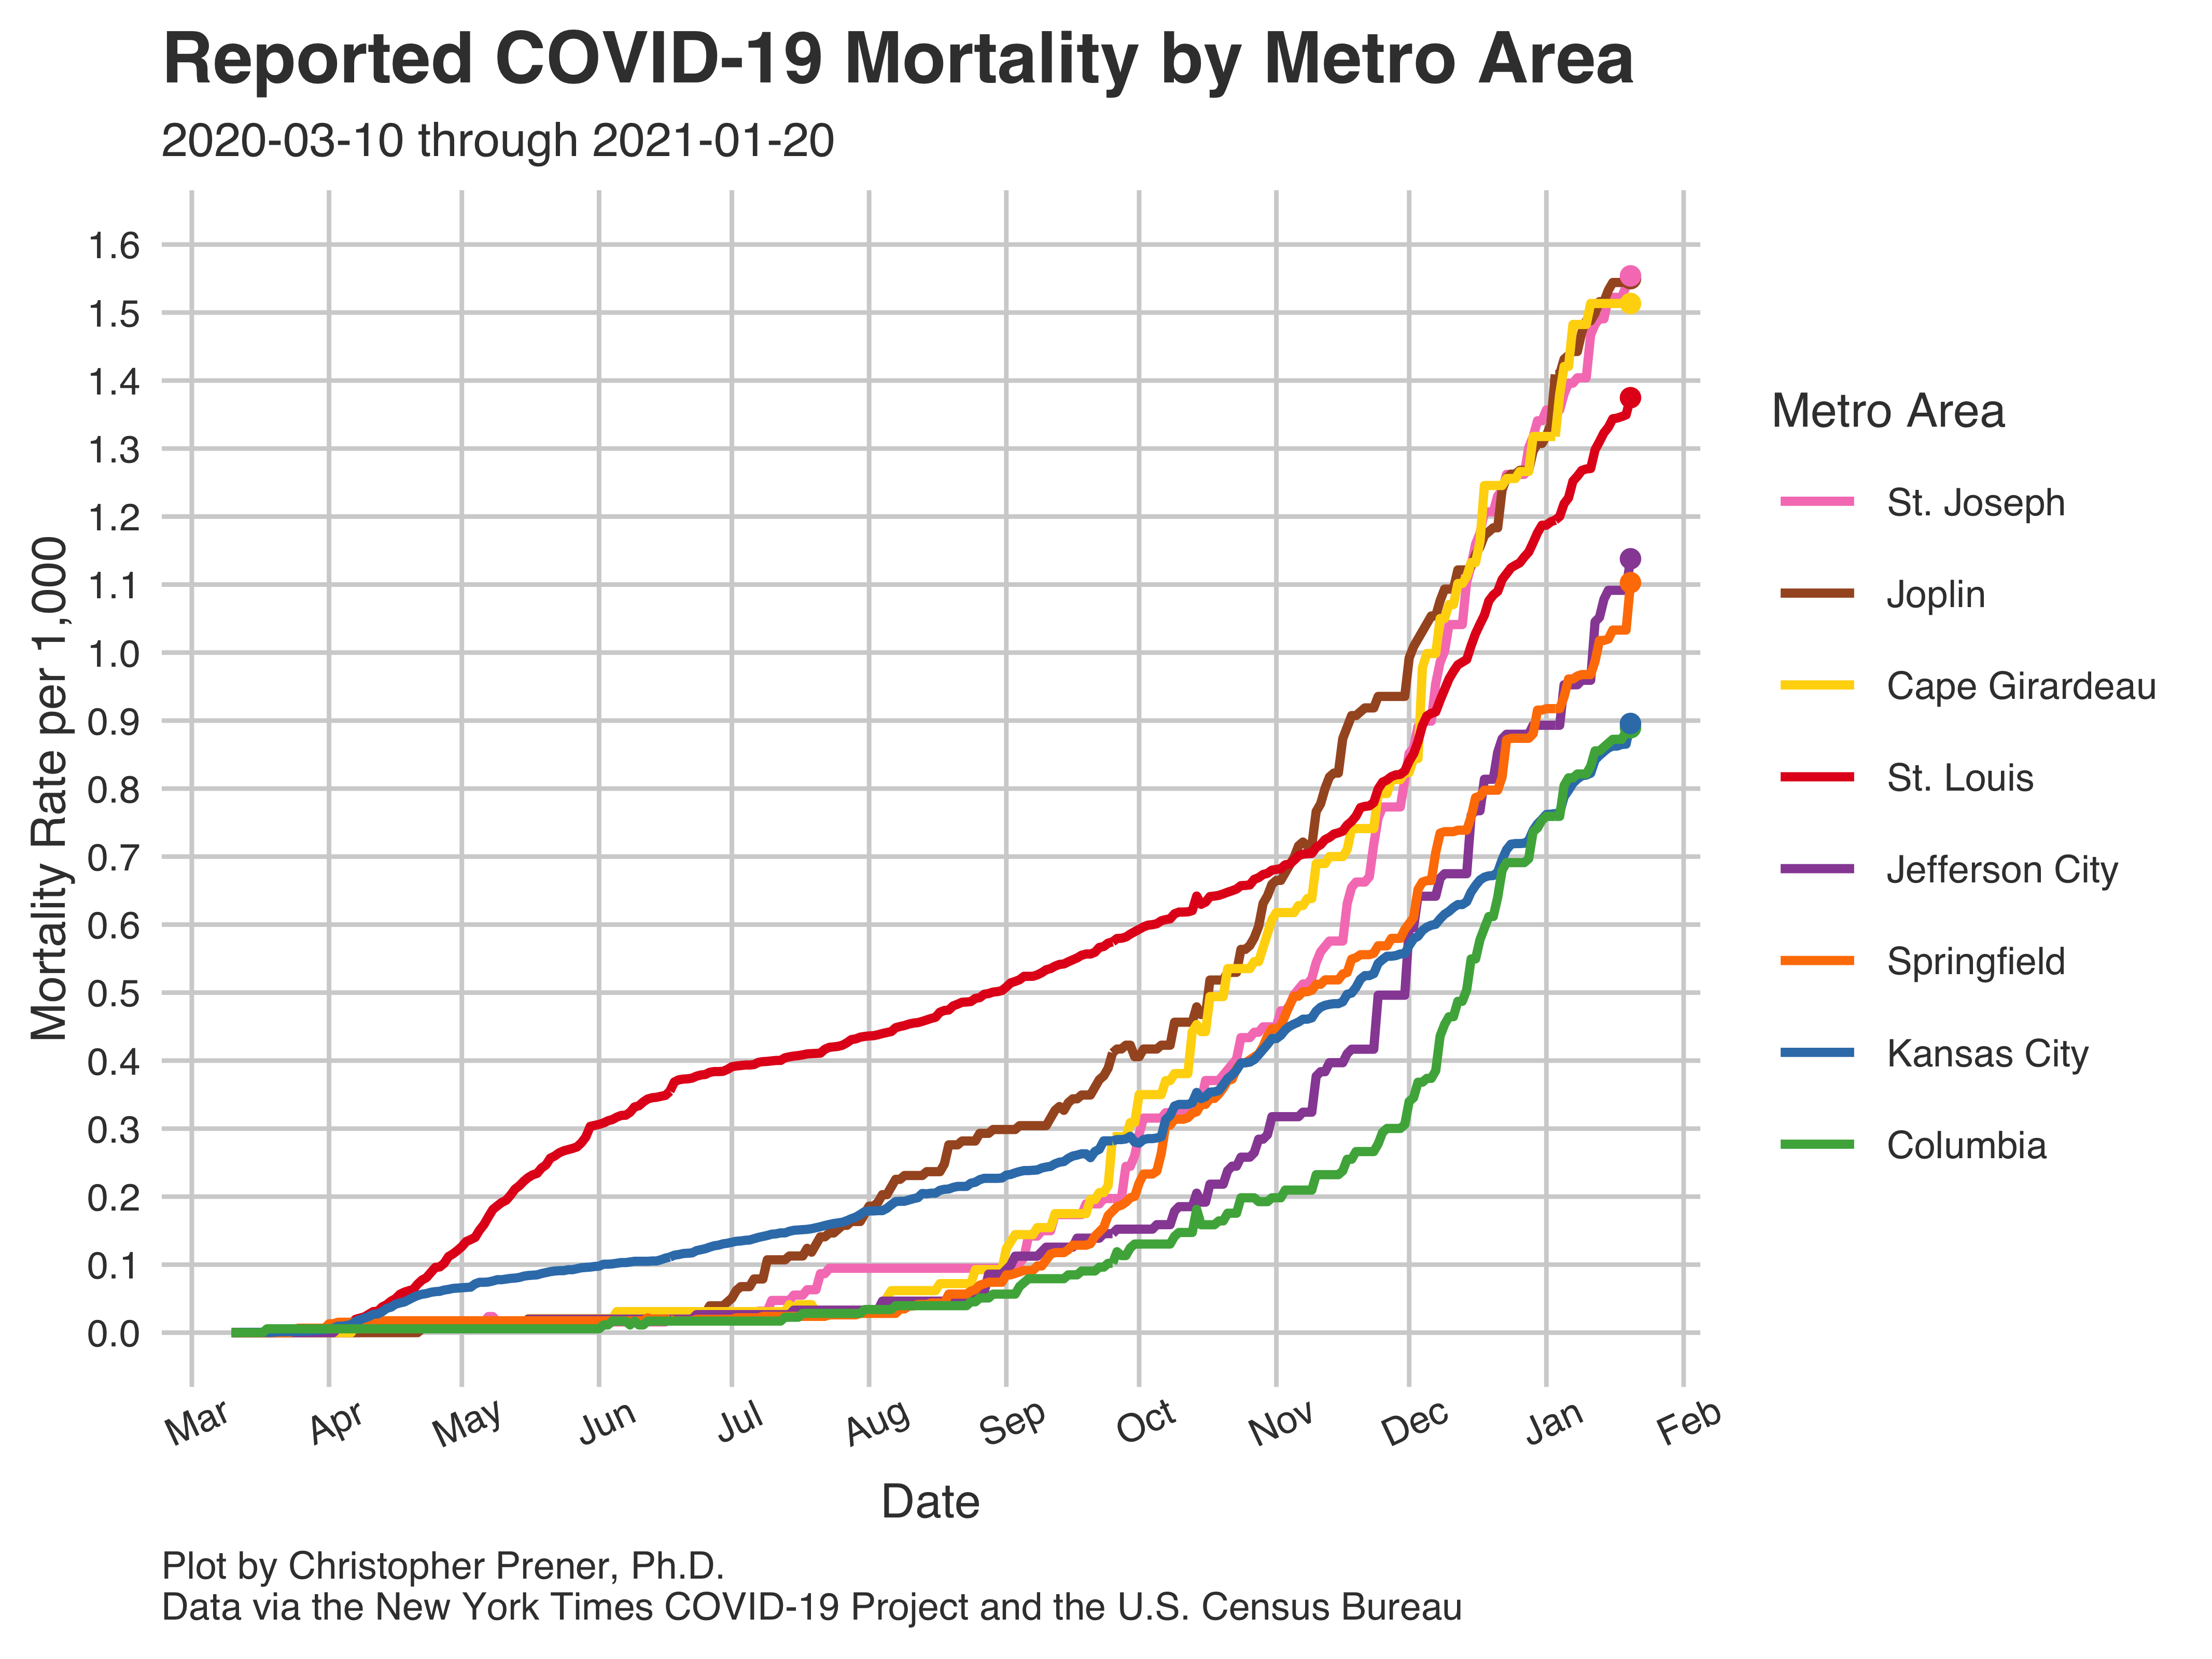 Reported COVID-19 Mortality by Metro Area
2020-03-10 through 2021-01-20
Mortality Rate per 1,000
1.6
1.5
1.4
1.3
1.2
1.1
1.0
0.9
0.8
0.7
0.6
0.5
0.4
0.3
0.2
0.1
0.0
Mar Apr May Jun Jul Aug Sep Oct Nov Dec Jan Feb
Date
Metro Area
St. Joseph
Joplin
Cape Girardeau
St. Louis
Jefferson City
Springfield
Kansas City
Columbia
Plot by Christopher Prener, Ph.D.
Data via the New York Times COVID-19 Project and the U.S. Census Bureau